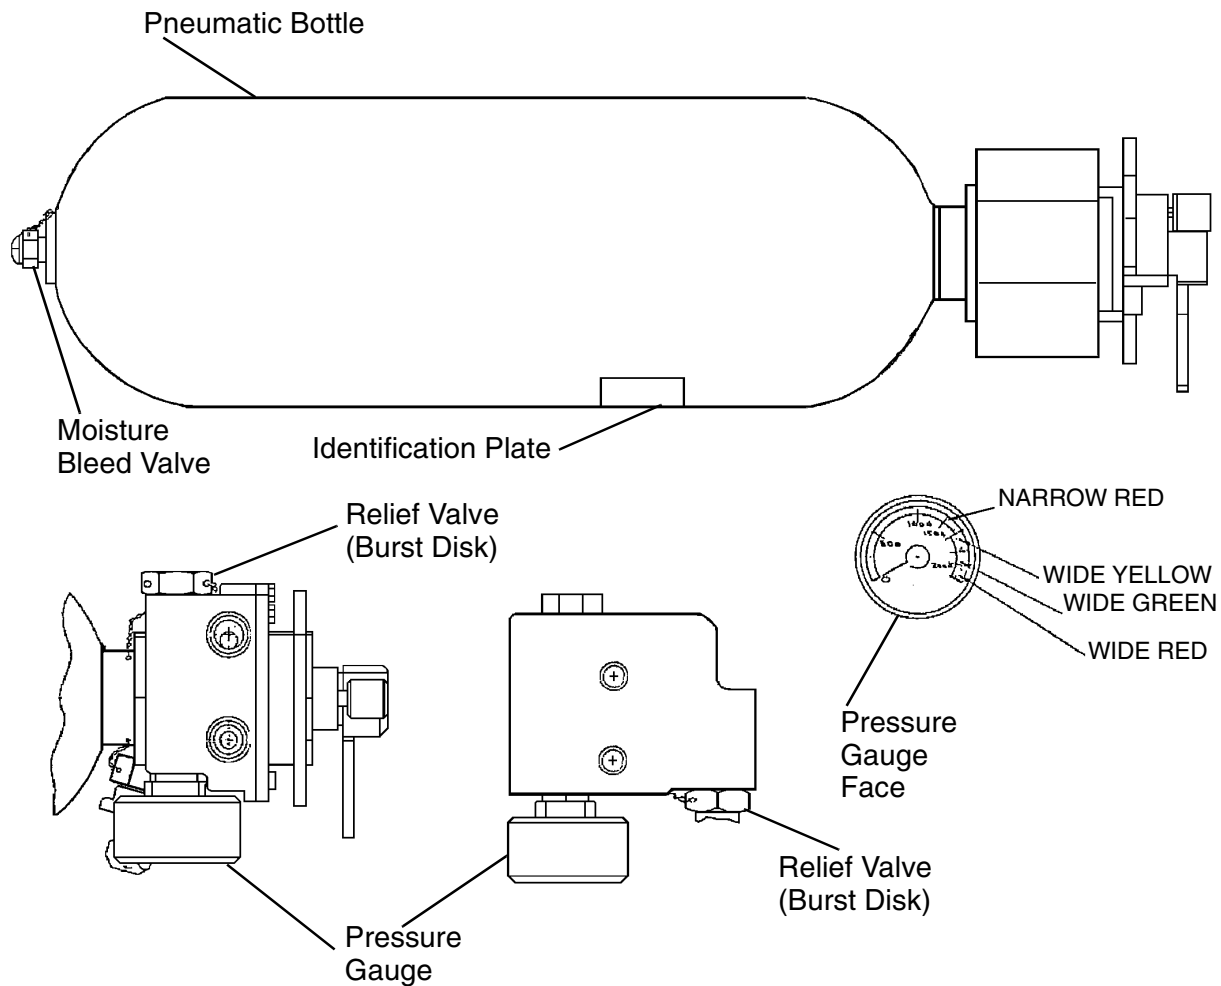 Pneumatic Bottle
Moisture
Bleed Valve
Identification Plate
Relief Valve
(Burst Disk)
NARROW RED
WIDE YELLOW
WIDE GREEN
WIDE RED
Pressure
Gauge
Face
Relief Valve
(Burst Disk)
Pressure
Gauge